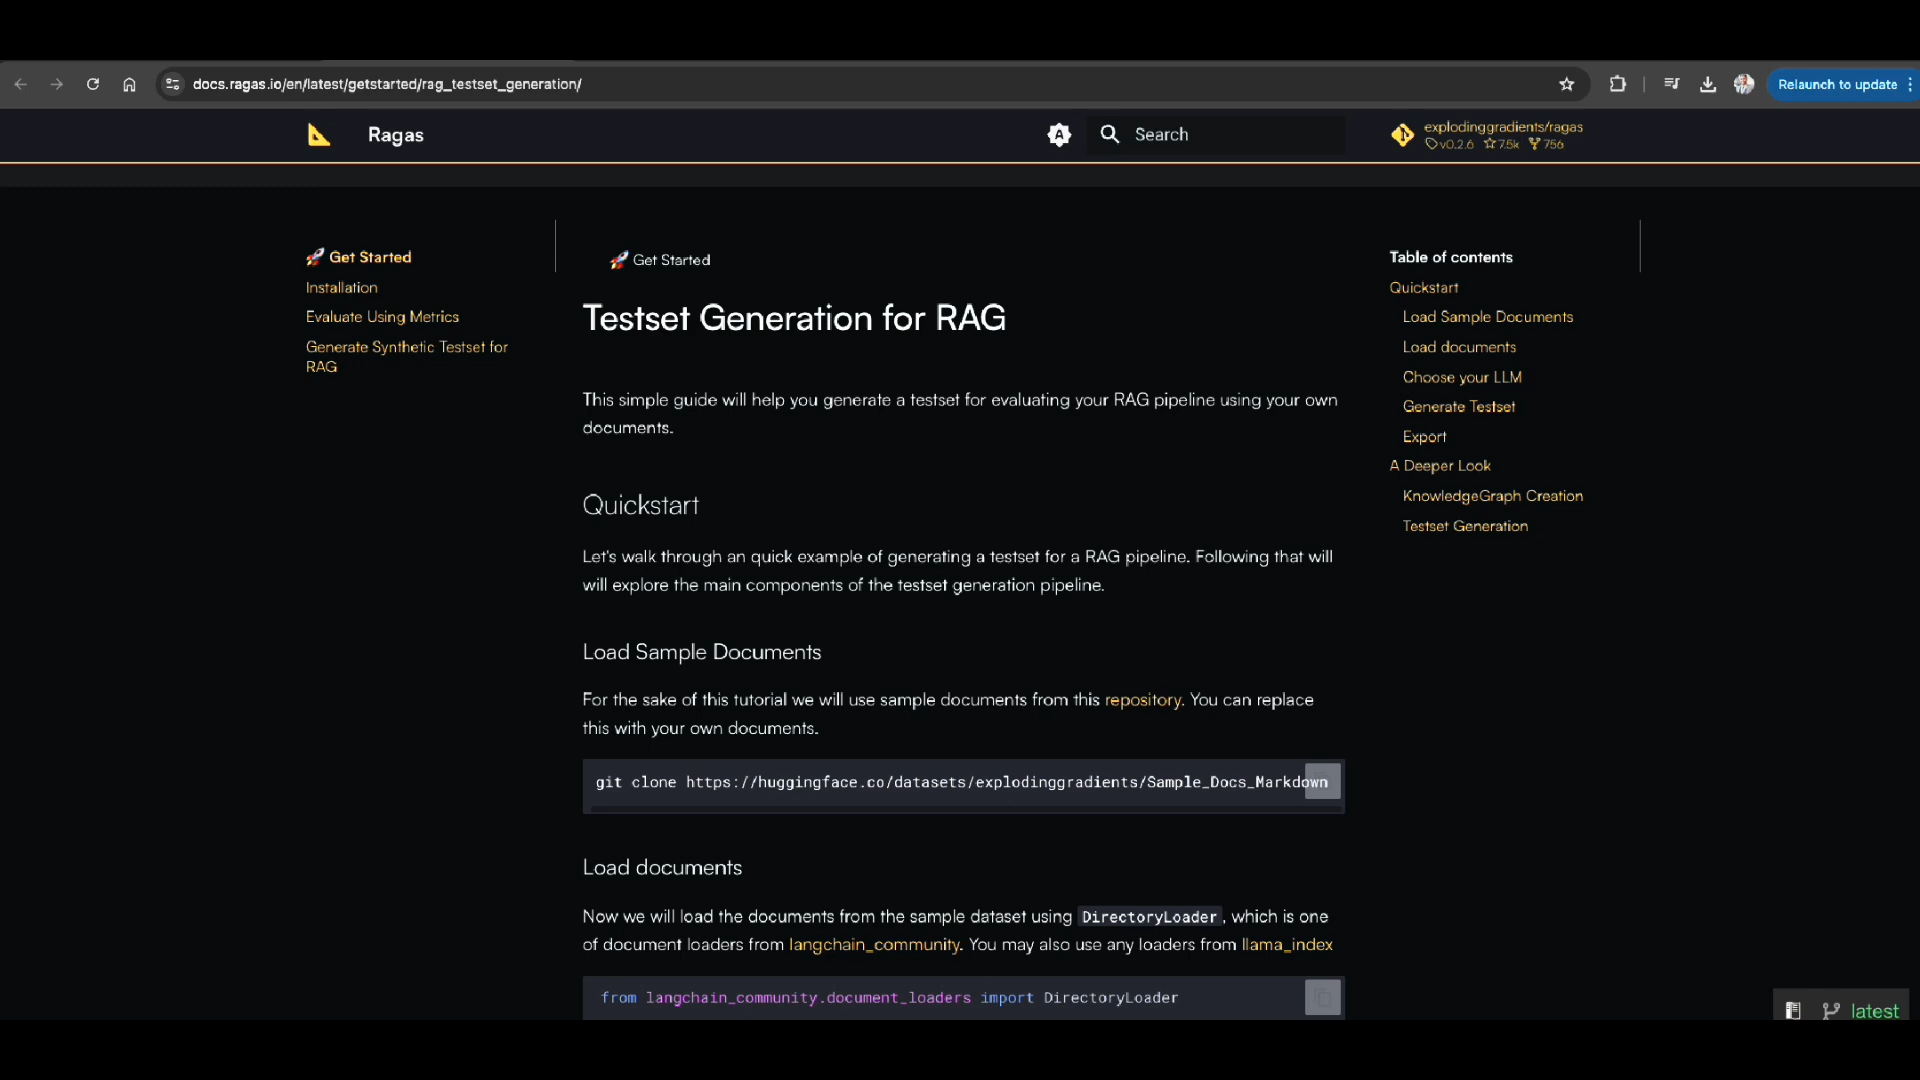 docs.ragas.io/en/latest/getstarted/rag_testset_generation/
Relaunch to update
Ragas
A
Search
explodinggradients/ragas
v0.2.6 7.5k 756
🚀 Get Started
Installation
Evaluate Using Metrics
Generate Synthetic Testset for
RAG
🚀 Get Started
Testset Generation for RAG
This simple guide will help you generate a testset for evaluating your RAG pipeline using your own
documents.
Quickstart
Let's walk through an quick example of generating a testset for a RAG pipeline. Following that will
will explore the main components of the testset generation pipeline.
Load Sample Documents
For the sake of this tutorial we will use sample documents from this repository. You can replace
this with your own documents.
git clone https://huggingface.co/datasets/explodinggradients/Sample_Docs_Markdown
Load documents
Now we will load the documents from the sample dataset using DirectoryLoader, which is one
of document loaders from langchain_community. You may also use any loaders from llama_index
from langchain_community.document_loaders import DirectoryLoader
Table of contents
Quickstart
Load Sample Documents
Load documents
Choose your LLM
Generate Testset
Export
A Deeper Look
KnowledgeGraph Creation
Testset Generation
latest